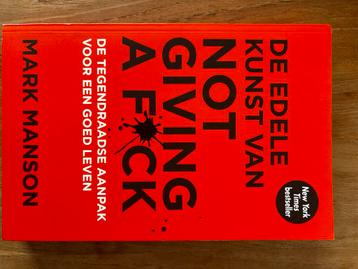 DE EDELE
KUNST VAN
NOT
GIVING
A F*CK
New York
Times
bestseller
DE TEGENDRAADSE AANPAK
VOOR EEN GOED LEVEN
MARK MANSON